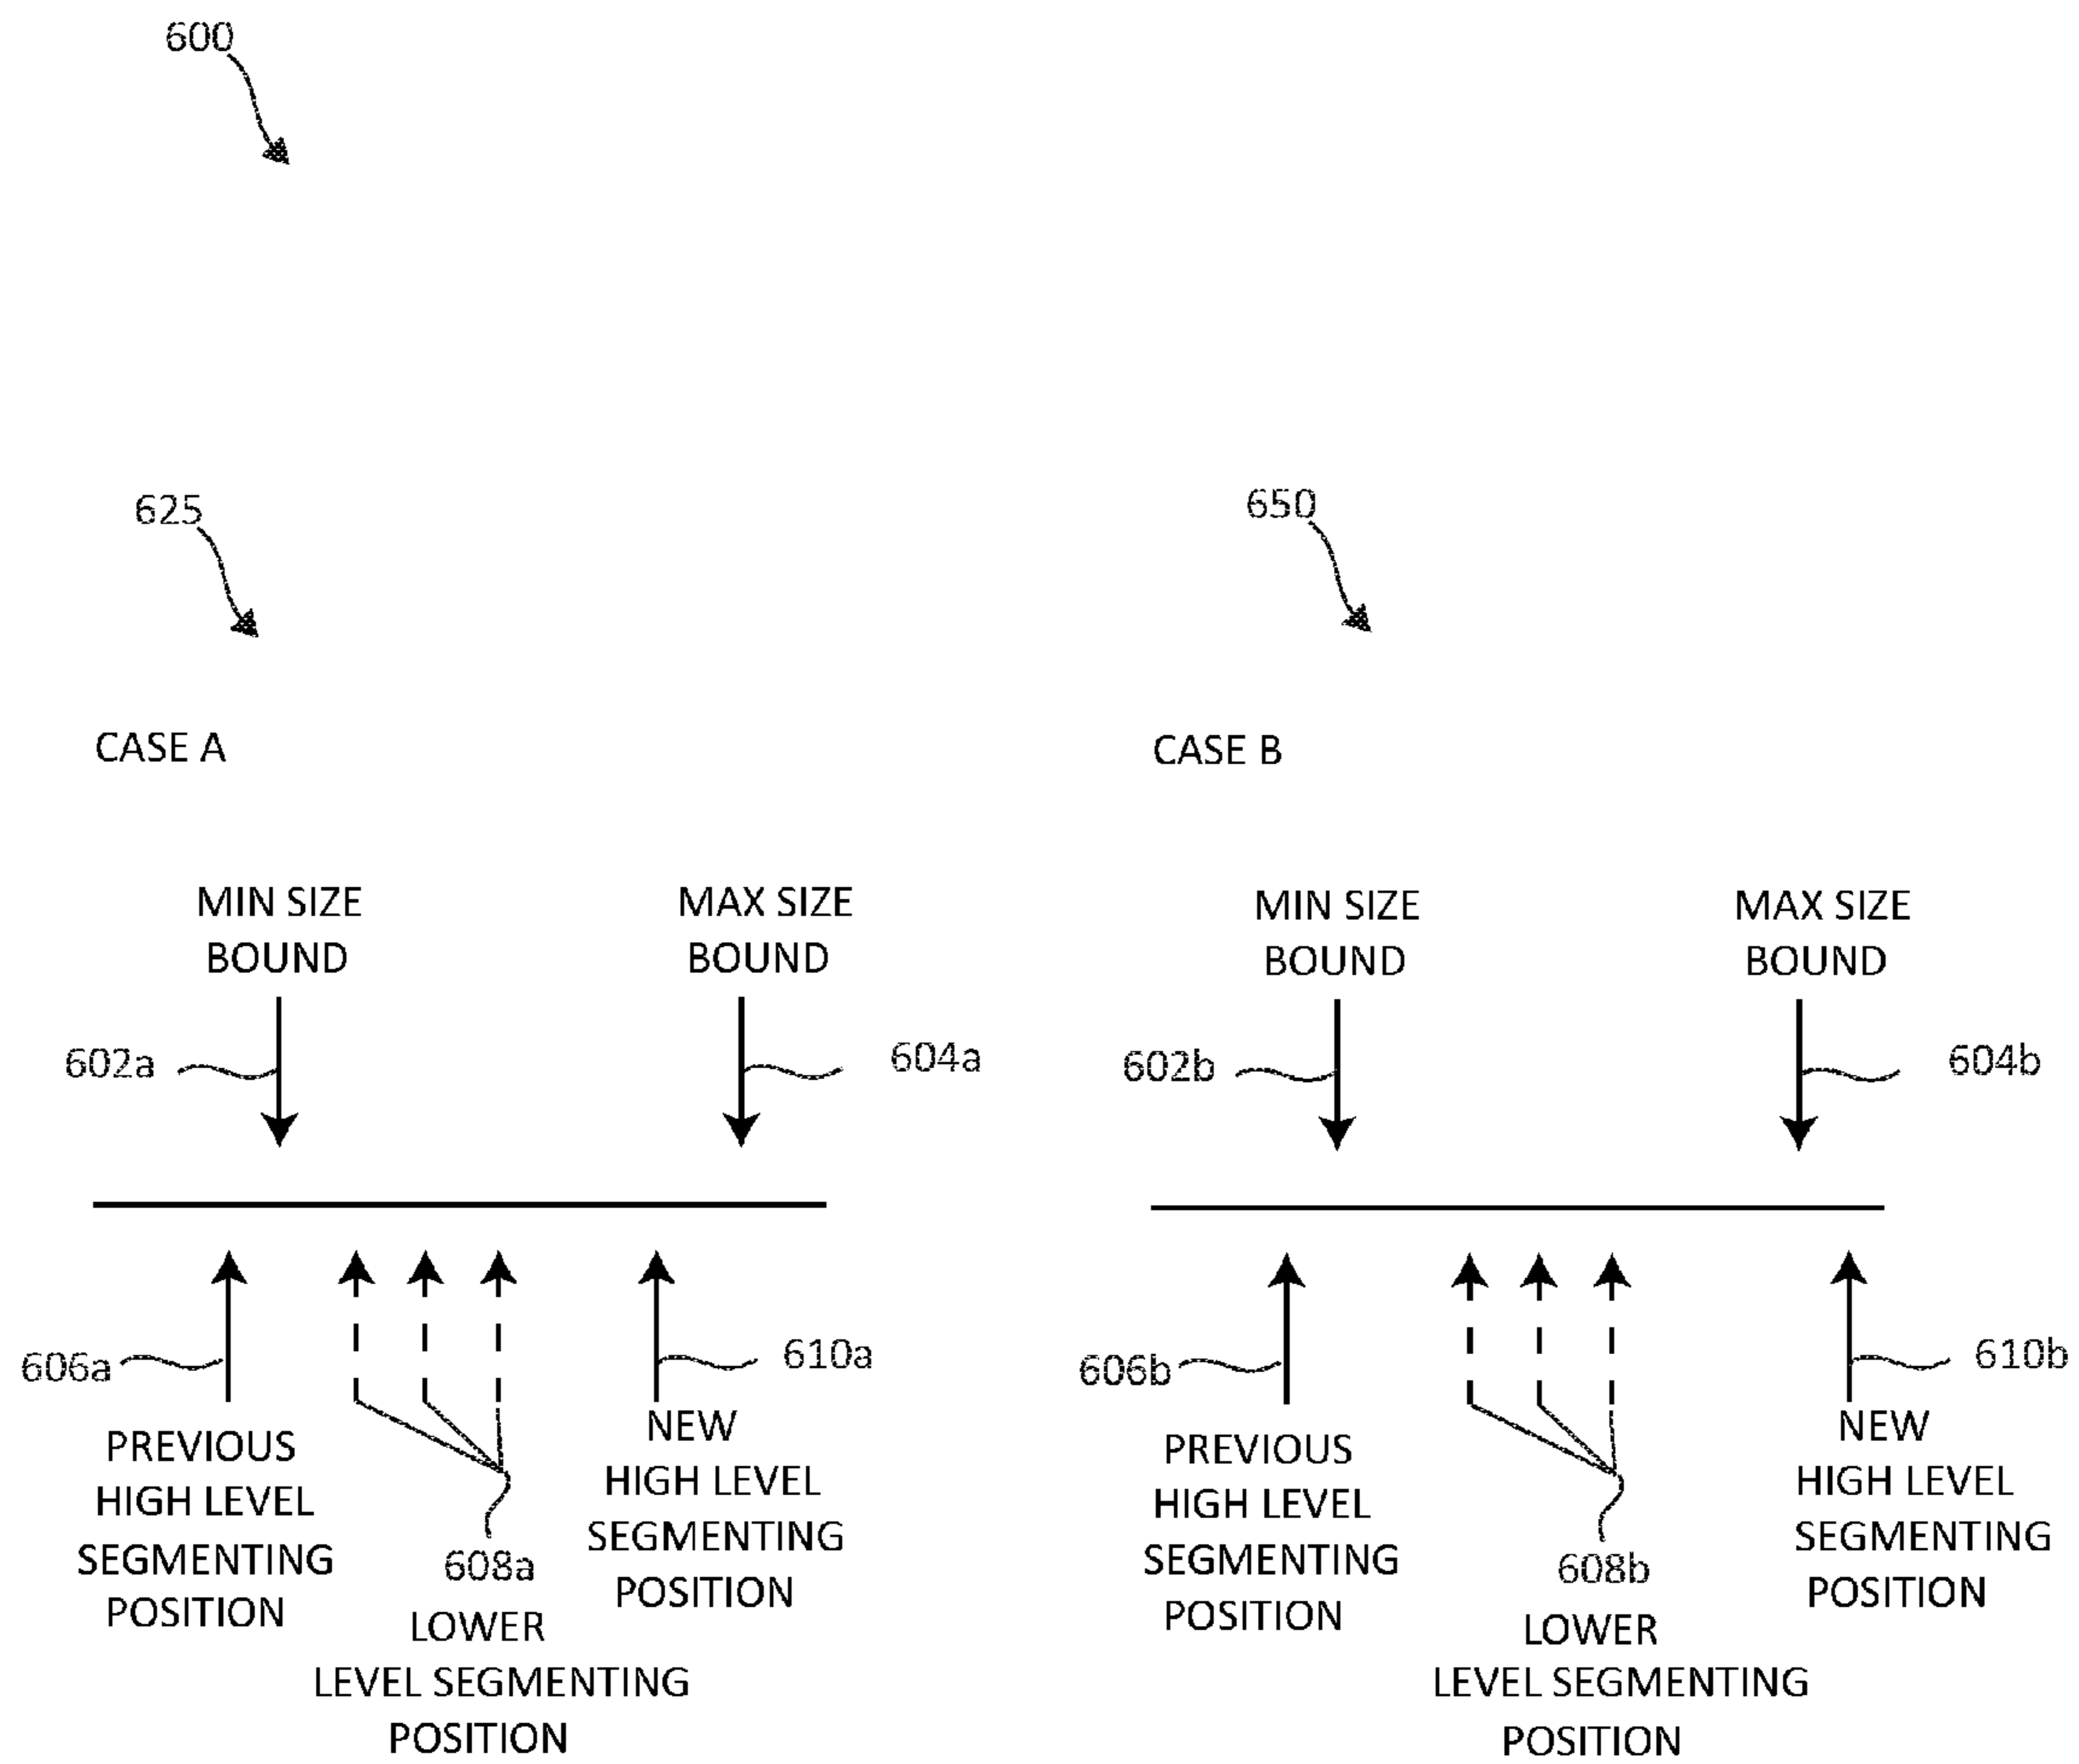 600
625
650
CASE A
CASE B
MIN SIZE
BOUND
MAX SIZE
BOUND
MIN SIZE
BOUND
MAX SIZE
BOUND
602a
604a
602b
604b
606a
610a
606b
610b
PREVIOUS
HIGH LEVEL
SEGMENTING
POSITION
608a
LOWER
LEVEL SEGMENTING
POSITION
NEW
HIGH LEVEL
SEGMENTING
POSITION
PREVIOUS
HIGH LEVEL
SEGMENTING
POSITION
608b
LOWER
LEVEL SEGMENTING
POSITION
NEW
HIGH LEVEL
SEGMENTING
POSITION